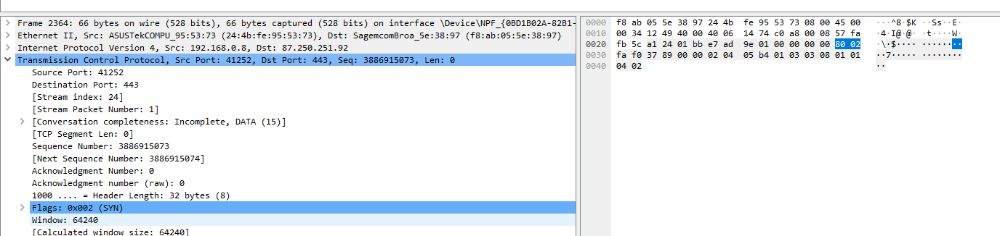 Frame 2364: 66 bytes on wire (528 bits), 66 bytes captured (528 bits) on interface \Device\NPF_{0BD1B02A-82B1-
Ethernet II, Src: ASUSTekCOMPU_95:53:73 (24:4b:fe:95:53:73), Dst: SagemcomBroa_5e:38:97 (f8:ab:05:5e:38:97)
Internet Protocol Version 4, Src: 192.168.0.8, Dst: 87.250.251.92
Transmission Control Protocol, Src Port: 41252, Dst Port: 443, Seq: 3886915073, Len: 0
Source Port: 41252
Destination Port: 443
[Stream index: 24]
[Stream Packet Number: 1]
[Conversation completeness: Incomplete, DATA (15)]
[TCP Segment Len: 0]
Sequence Number: 3886915073
[Next Sequence Number: 3886915074]
Acknowledgment Number: 0
Acknowledgment number (raw): 0
1000 .... = Header Length: 32 bytes (8)
Flags: 0x002 (SYN)
Window: 64240
[Calculated window size: 64240]
0000 f8 ab 05 5e 38 97 24 4b fe 95 53 73 08 00 45 00 ···^8·$K ··Ss··E·
0010 00 34 12 49 40 00 40 06 14 74 c0 a8 00 08 57 fa ·4·I@·@· ·t····W·
0020 fb 5c a1 24 01 bb e7 ad 9e 01 00 00 00 00 80 02 ·\·$···· ········
0030 fa f0 37 89 00 00 02 04 05 b4 01 03 03 08 01 01 ··7····· ········
0040 04 02 ··